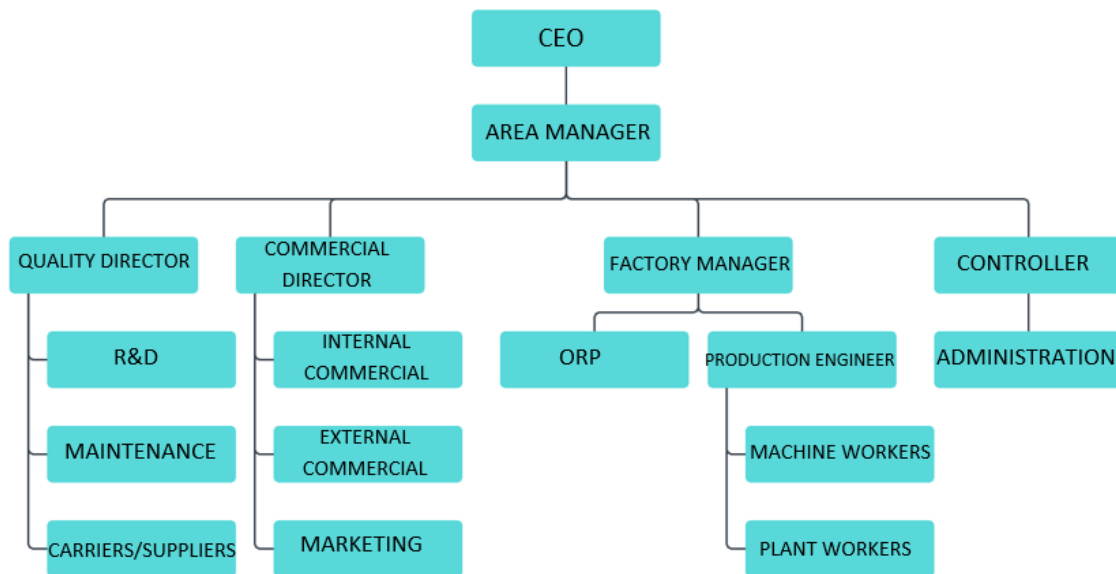 CEO
AREA MANAGER
QUALITY DIRECTOR
COMMERCIAL
DIRECTOR
FACTORY MANAGER
CONTROLLER
R&D
INTERNAL
COMMERCIAL
ORP
PRODUCTION ENGINEER
ADMINISTRATION
MAINTENANCE
EXTERNAL
COMMERCIAL
MACHINE WORKERS
CARRIERS/SUPPLIERS
MARKETING
PLANT WORKERS